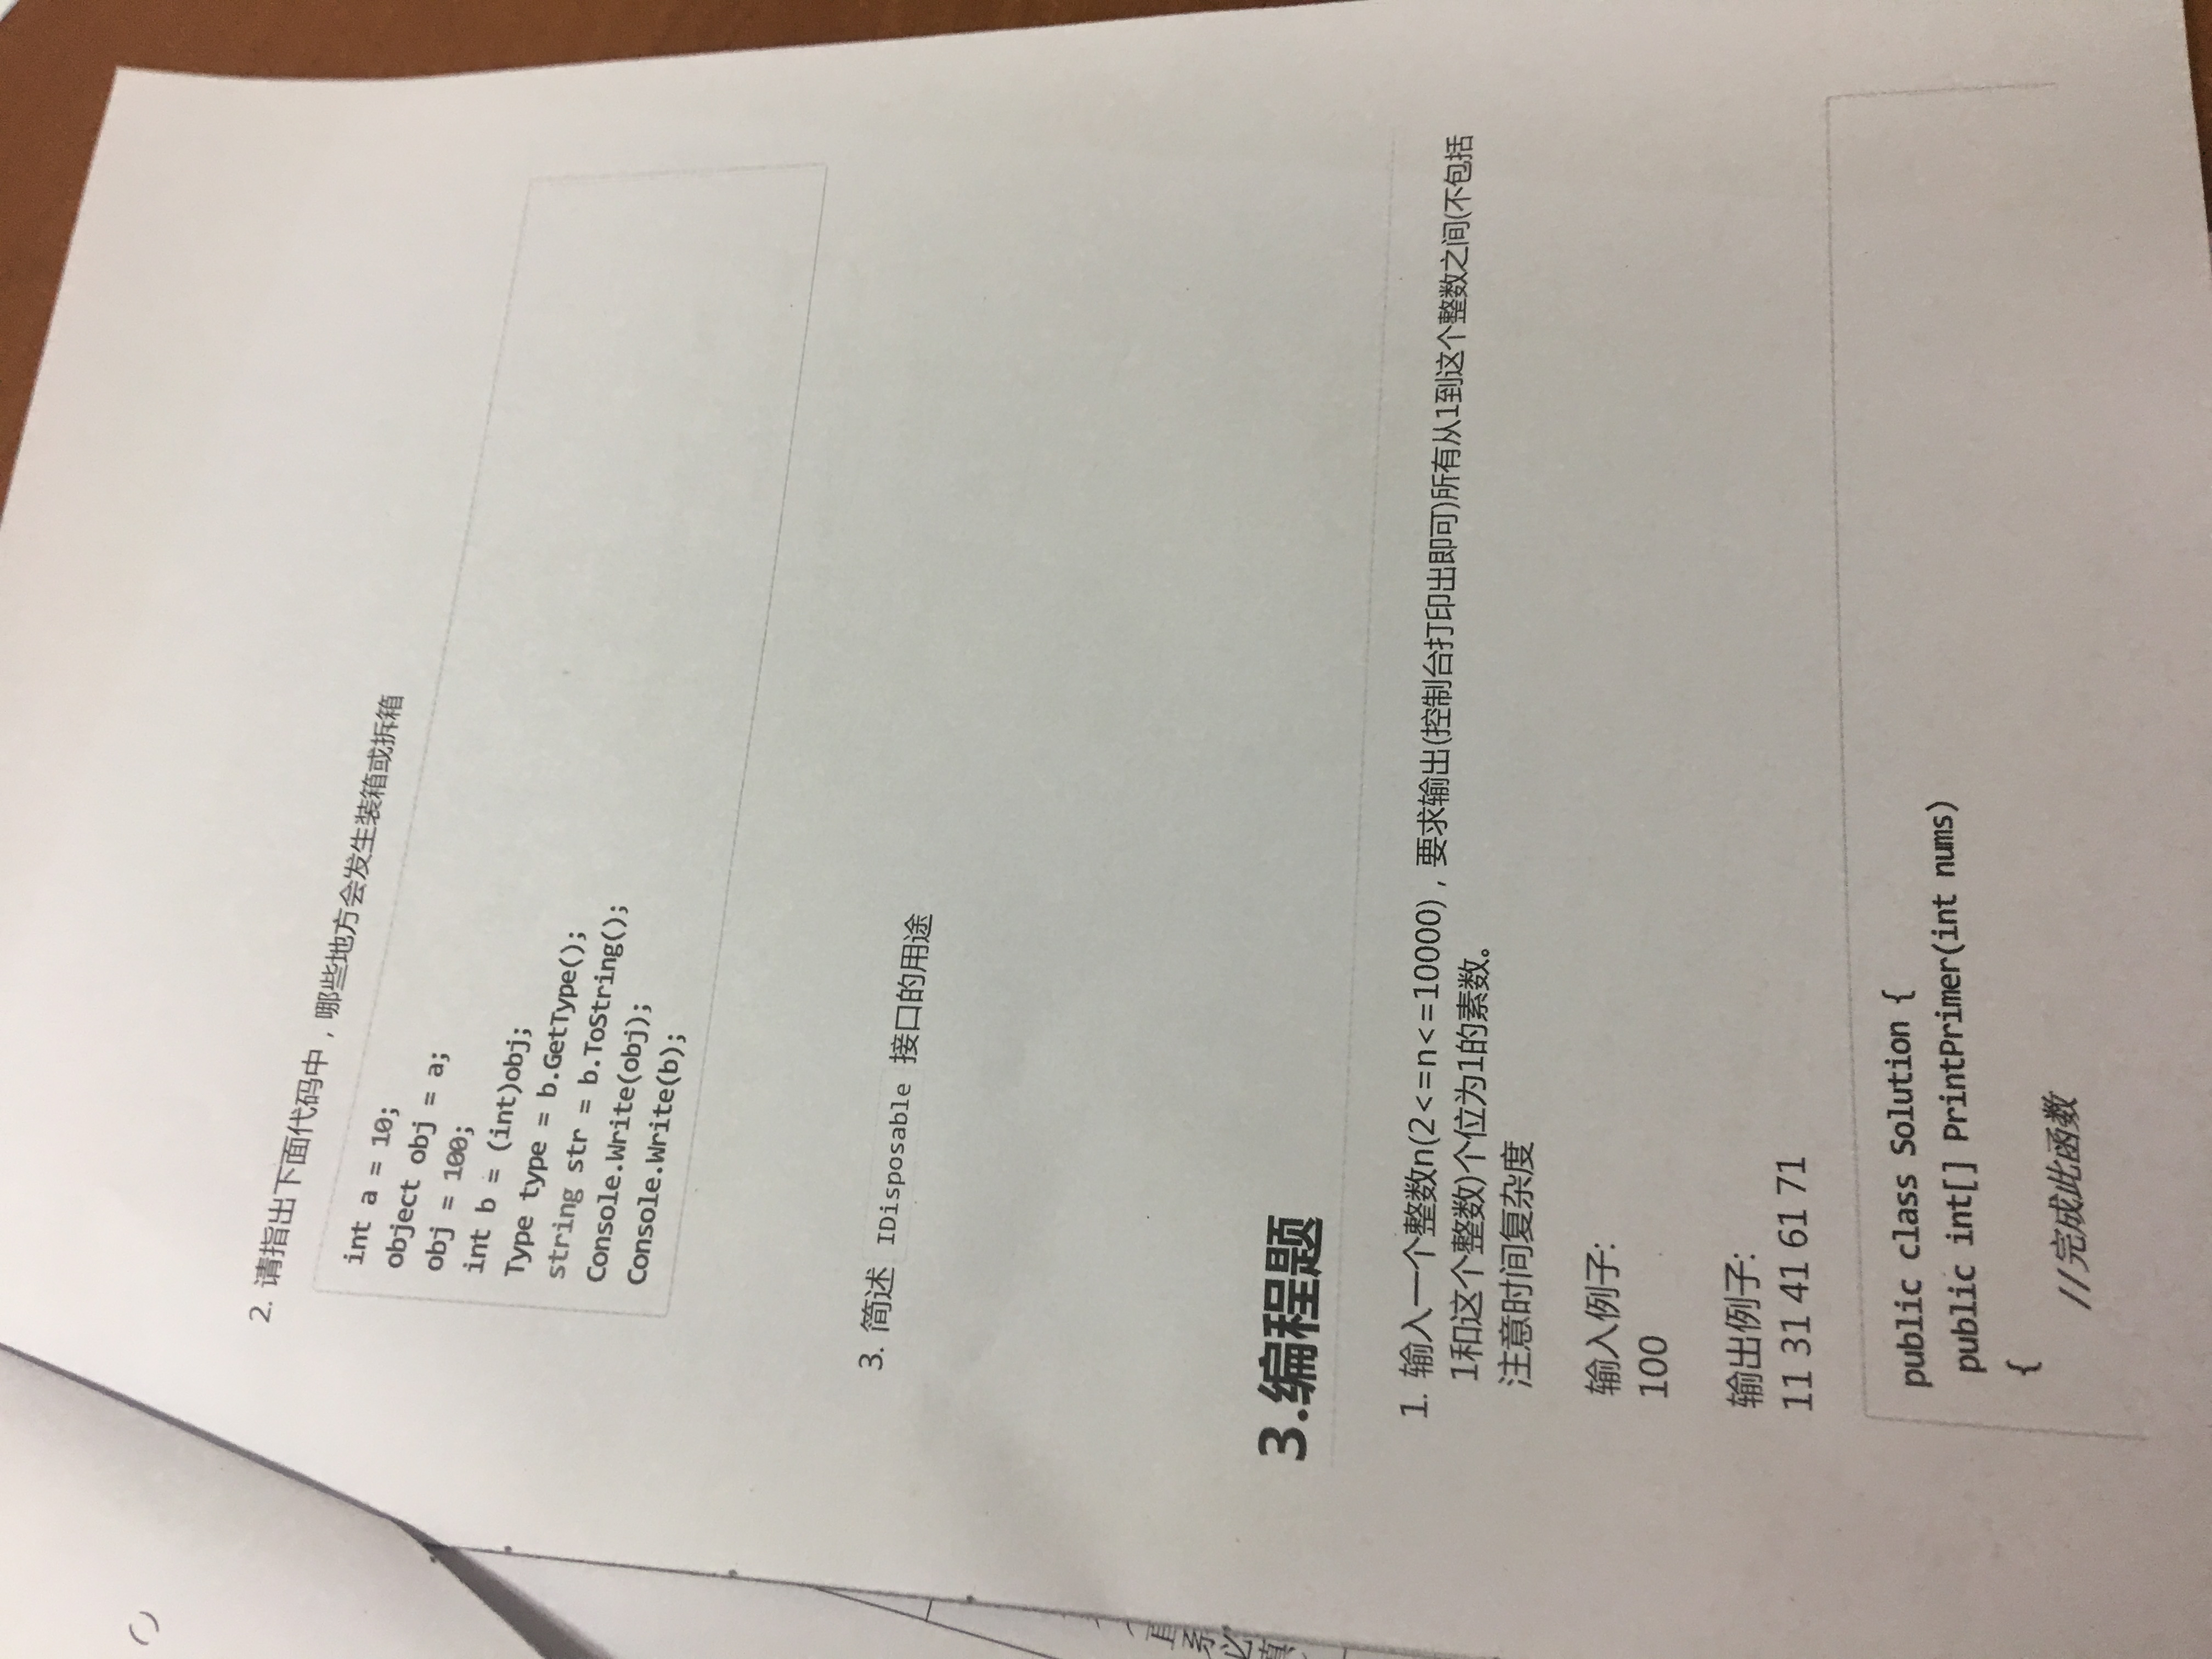 2. 请指出下面代码中，哪些地方会发生装箱或拆箱
int a = 10;
object obj = a;
obj = 100;
int b = (int)obj;
Type type = b.GetType();
string str = b.ToString();
Console.Write(obj);
Console.Write(b);
3. 简述 IDisposable 接口的用途
直
系
必
填
3.编程题
1. 输入一个整数n(2<=n<=10000)，要求输出(控制台打印出即可)所有从1到这个整数之间(不包括
1和这个整数)个位为1的素数。
注意时间复杂度
输入例子:
100
输出例子:
11 31 41 61 71
public class Solution {
public int[] PrintPrimer(int nums)
{
//完成此函数